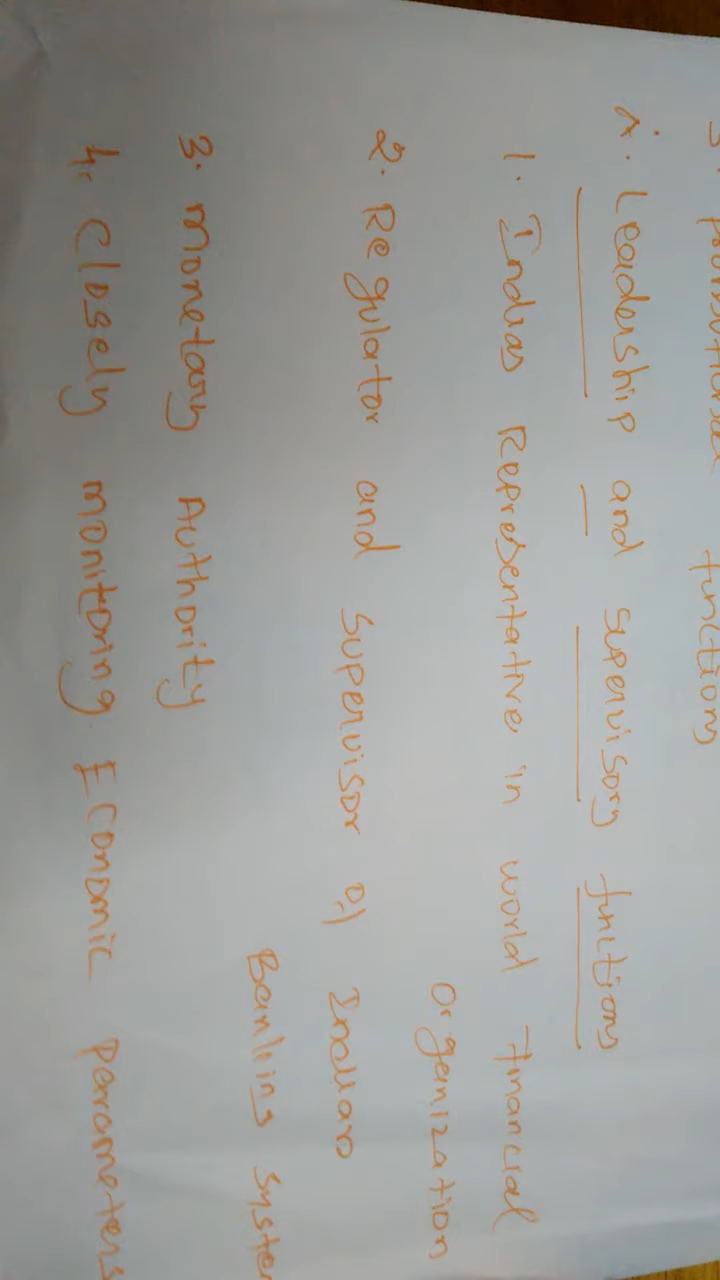 functions
i. Leadership and supervisory functions
1. Indias Representative in world financial
Organization
2. Regulator and Supervisor of Indian
Banking System
3. Monetary Authority
4. closely monitoring Economic parameters